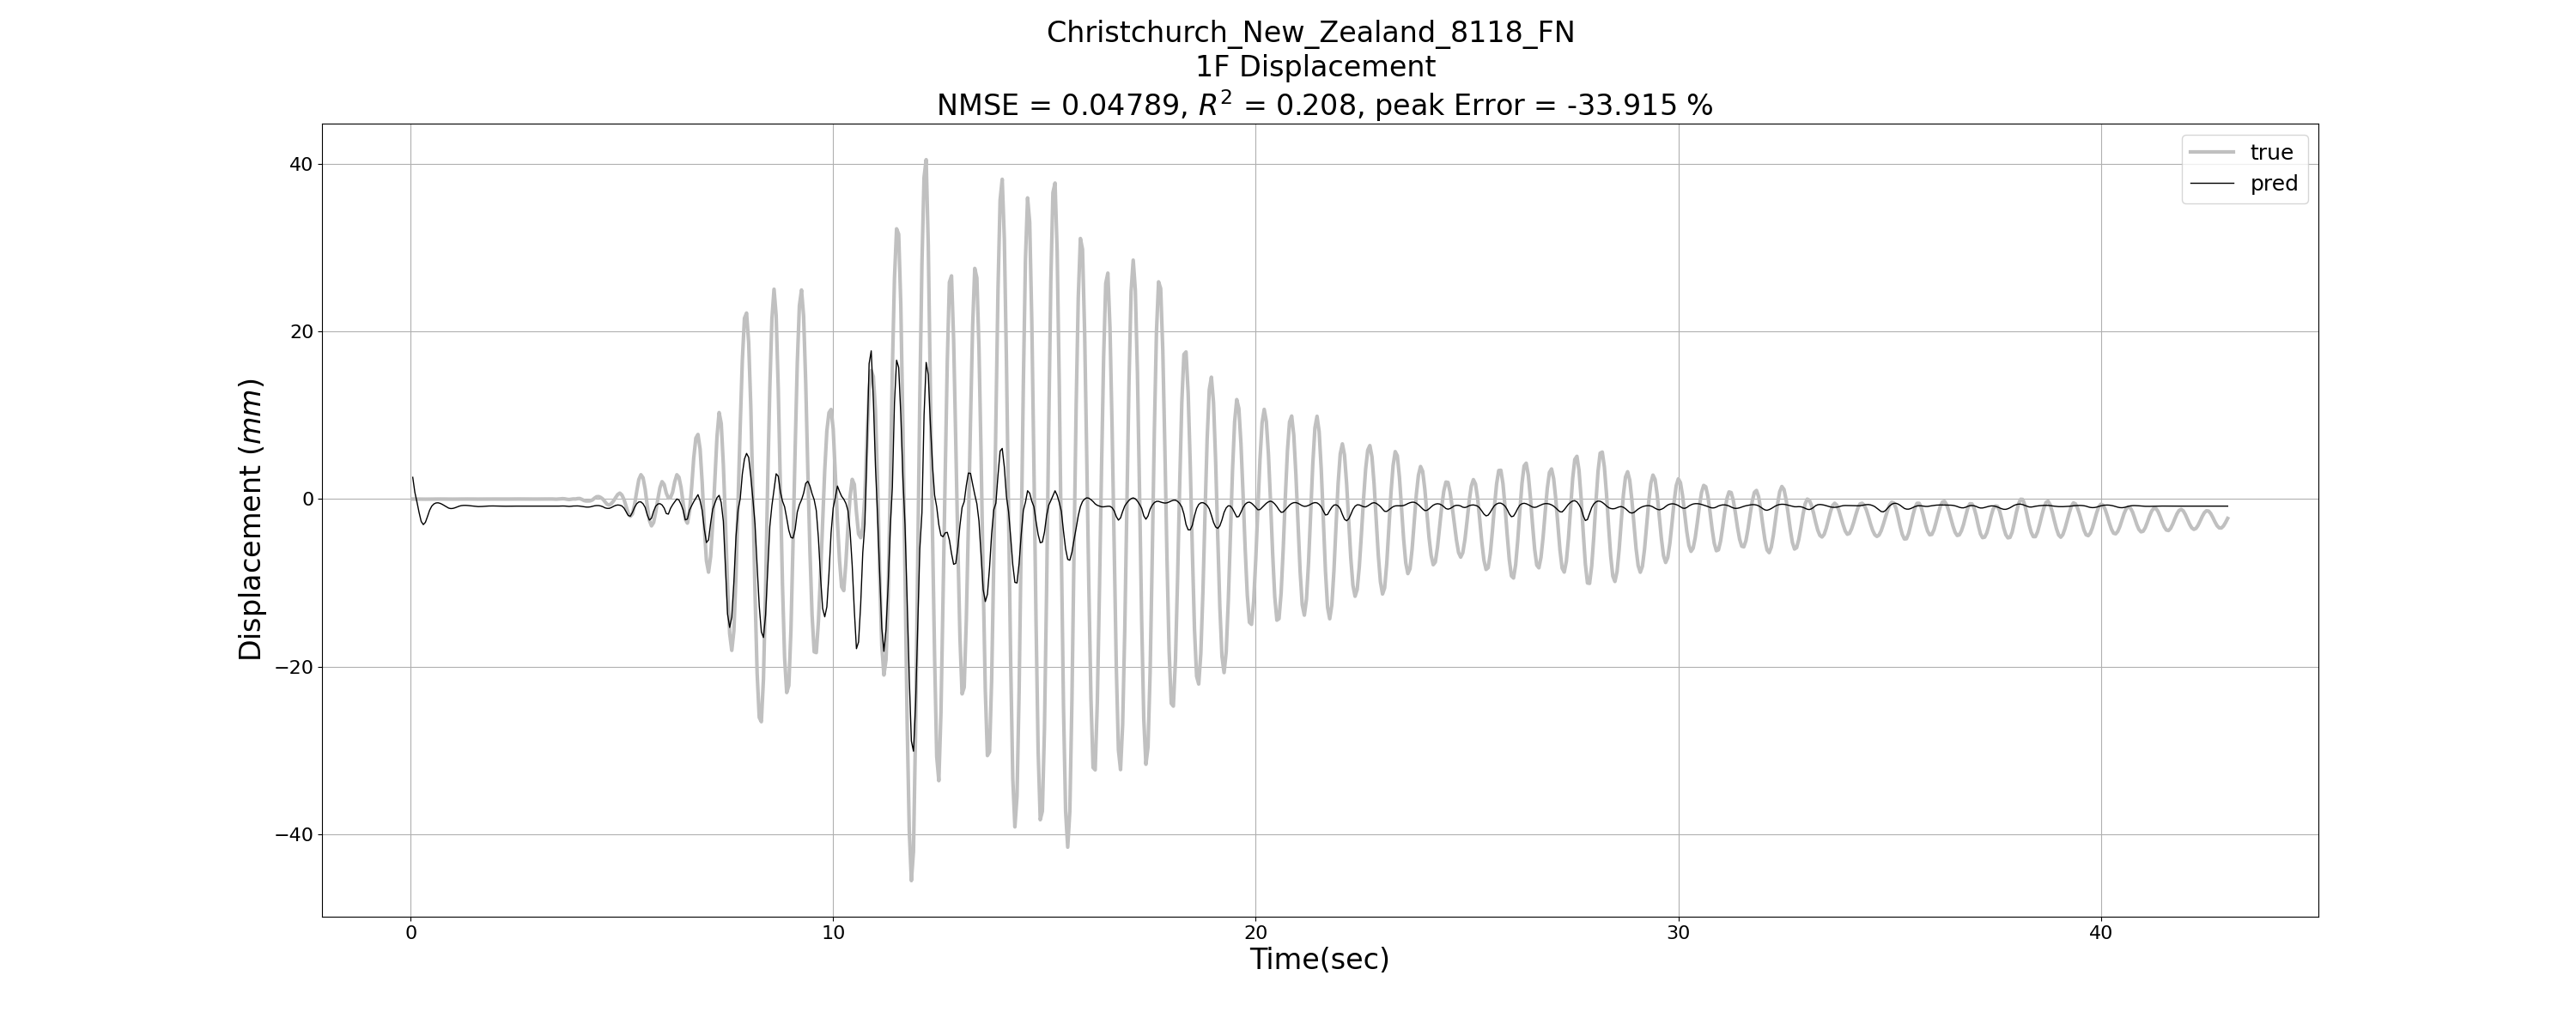 Christchurch_New_Zealand_8118_FN
1F Displacement
NMSE = 0.04789, R² = 0.208, peak Error = -33.915 %
true
pred
40
20
0
−20
−40
Displacement (mm)
0 10 20 30 40
Time(sec)